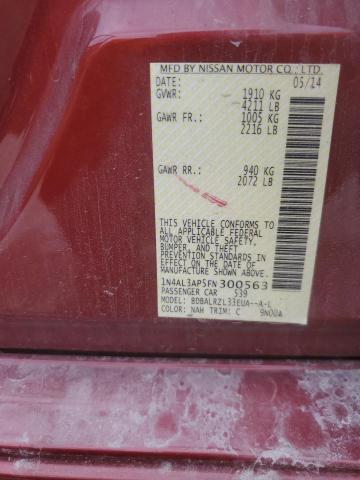 MFD BY NISSAN MOTOR CO., LTD.
DATE: 05/14
GVWR: 1910 KG
4211 LB
GAWR FR.: 1005 KG
2216 LB
GAWR RR.: 940 KG
2072 LB
THIS VEHICLE CONFORMS TO
ALL APPLICABLE FEDERAL
MOTOR VEHICLE SAFETY,
BUMPER, AND THEFT
PREVENTION STANDARDS IN
EFFECT ON THE DATE OF
MANUFACTURE SHOWN ABOVE.
1N4AL3AP5FN300563
PASSENGER CAR 539
MODEL: BDBALRZL33EUA--A-L
COLOR: NAH TRIM: C 9N00A